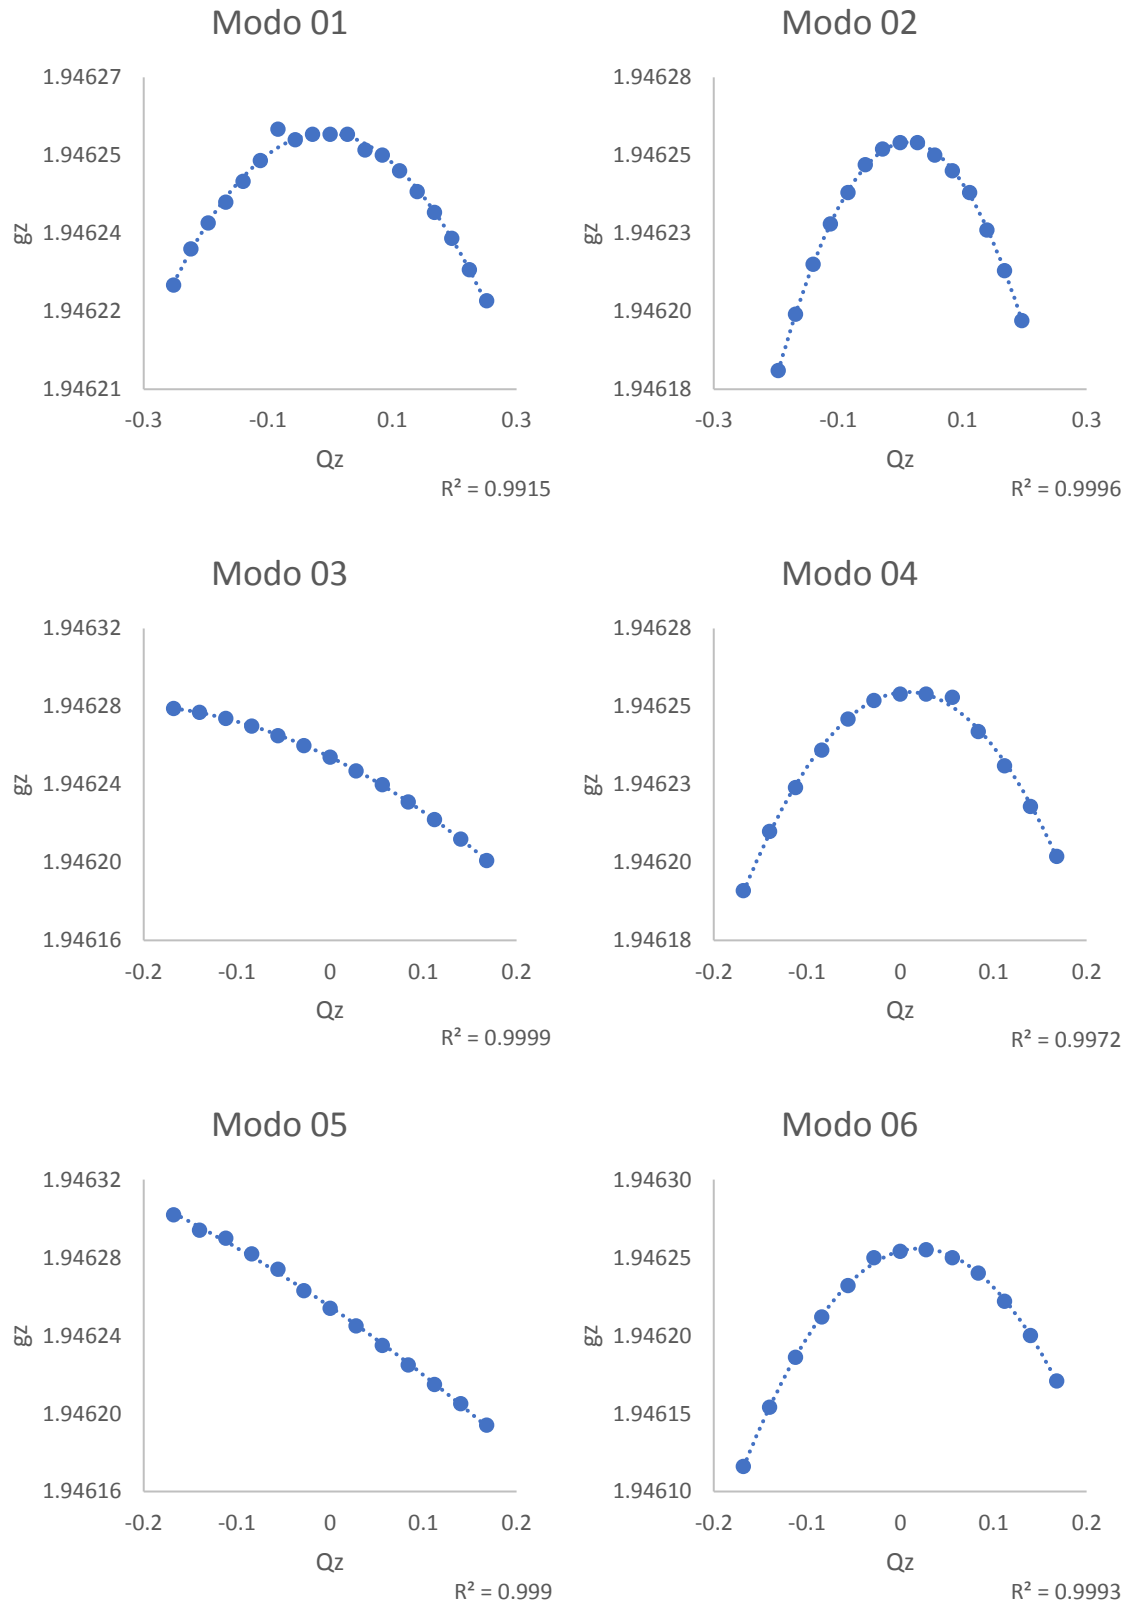 Modo 01
1.94627
1.94625
1.94624
1.94622
1.94621
gz
-0.3
-0.1
0.1
0.3
Qz
R² = 0.9915
Modo 02
1.94628
1.94625
1.94623
1.94620
1.94618
gz
-0.3
-0.1
0.1
0.3
Qz
R² = 0.9996
Modo 03
1.94632
1.94628
1.94624
1.94620
1.94616
gz
-0.2
-0.1
0
0.1
0.2
Qz
R² = 0.9999
Modo 04
1.94628
1.94625
1.94623
1.94620
1.94618
gz
-0.2
-0.1
0
0.1
0.2
Qz
R² = 0.9972
Modo 05
1.94632
1.94628
1.94624
1.94620
1.94616
gz
-0.2
-0.1
0
0.1
0.2
Qz
R² = 0.999
Modo 06
1.94630
1.94625
1.94620
1.94615
1.94610
gz
-0.2
-0.1
0
0.1
0.2
Qz
R² = 0.9993